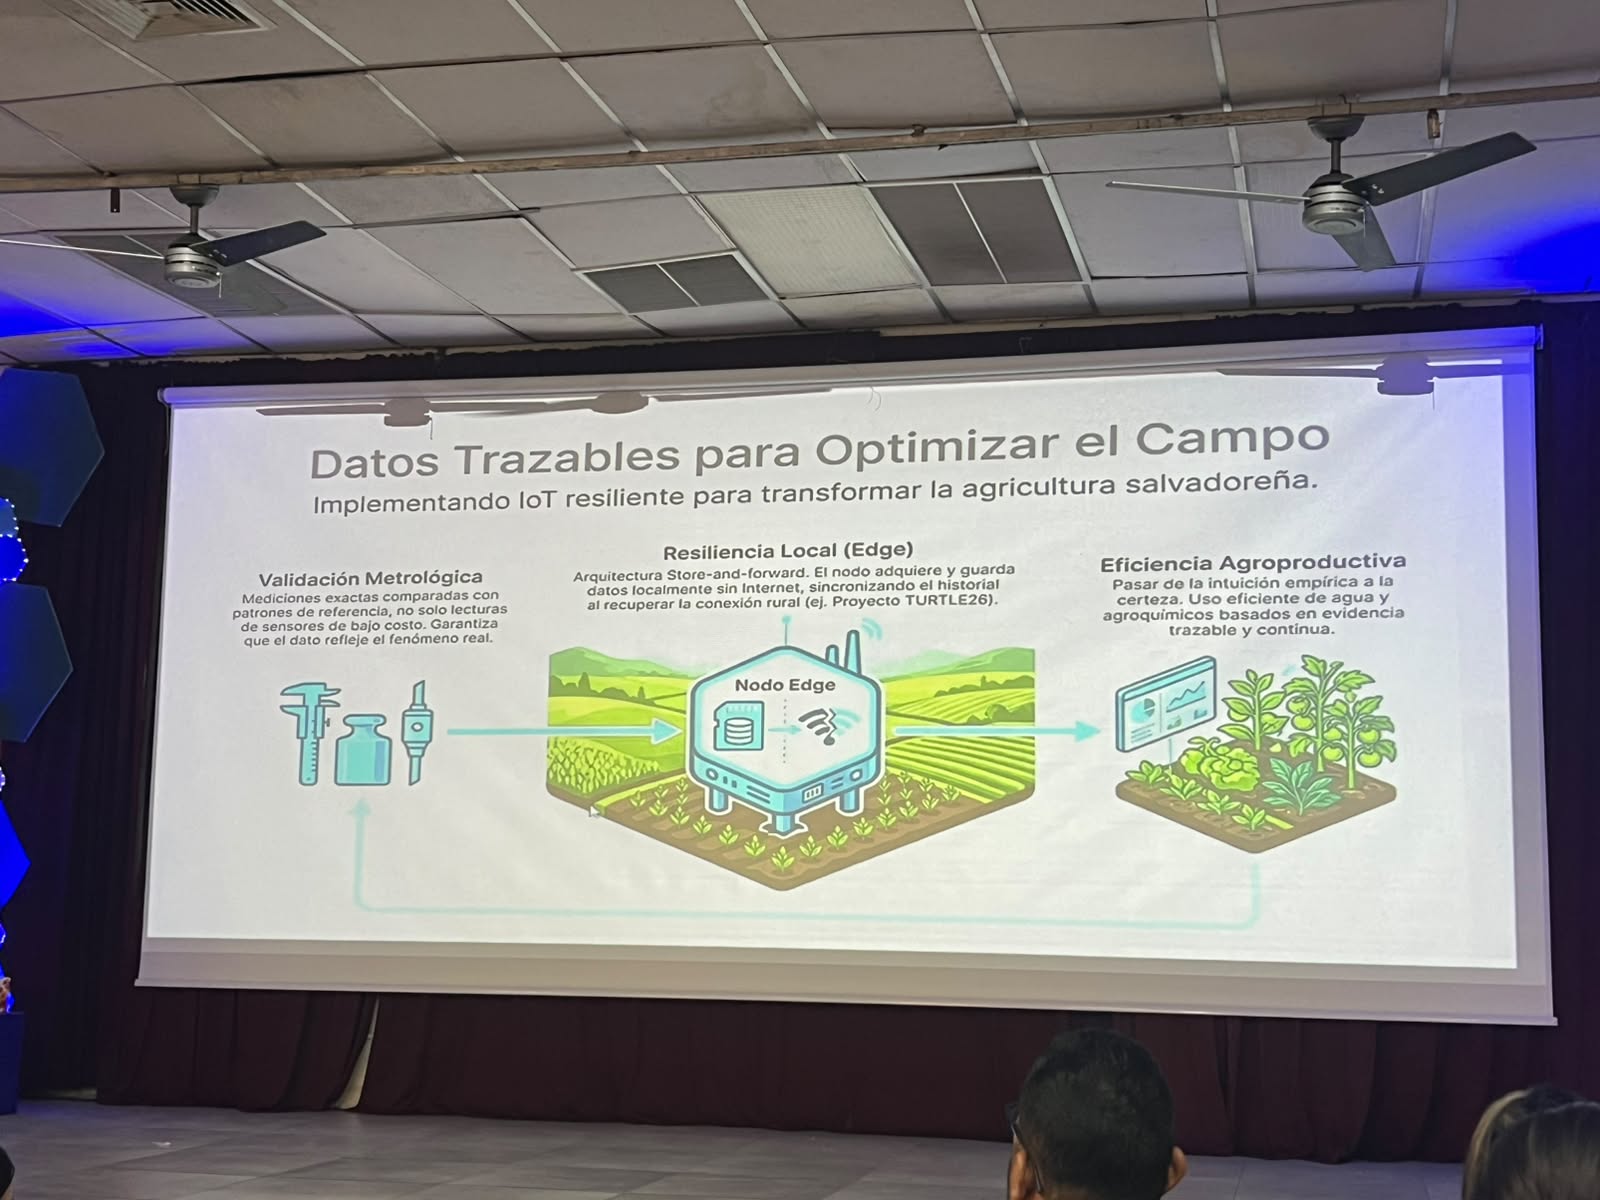 Datos Trazables para Optimizar el Campo
Implementando IoT resiliente para transformar la agricultura salvadoreña.
Validación Metrológica
Mediciones exactas comparadas con
patrones de referencia, no solo lecturas
de sensores de bajo costo. Garantiza
que el dato refleje el fenómeno real.
Resiliencia Local (Edge)
Arquitectura Store-and-forward. El nodo adquiere y guarda
datos localmente sin Internet, sincronizando el historial
al recuperar la conexión rural (ej. Proyecto TURTLE26).
Nodo Edge
Eficiencia Agroproductiva
Pasar de la intuición empírica a la
certeza. Uso eficiente de agua y
agroquímicos basados en evidencia
trazable y continua.